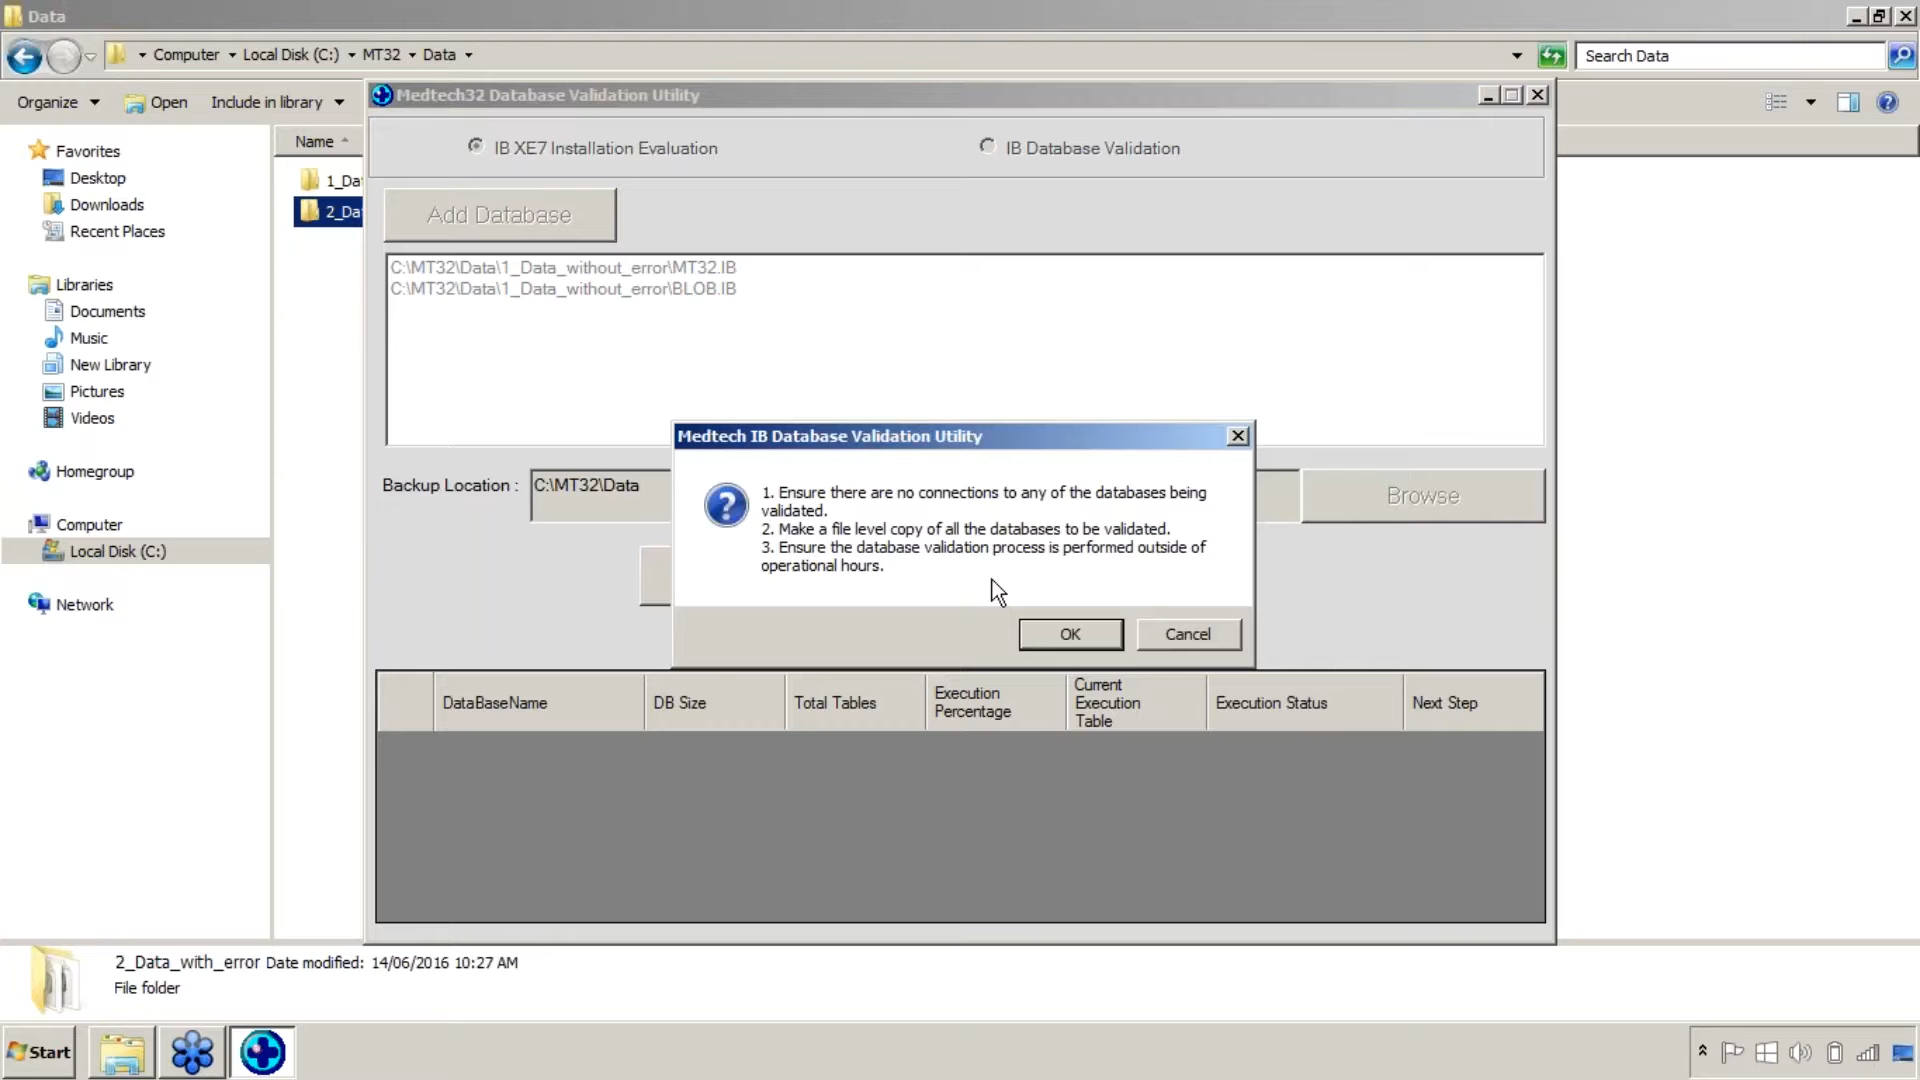 Data
Computer
Local Disk (C:)
MT32
Data
Search Data
Organize
Open
Include in library
Medtech32 Database Validation Utility
Favorites
Desktop
Downloads
Recent Places
Libraries
Documents
Music
New Library
Pictures
Videos
Homegroup
Computer
Local Disk (C:)
Network
Name
1_Da
2_Da
IB XE7 Installation Evaluation
IB Database Validation
Add Database
C:\MT32\Data\1_Data_without_error\MT32.IB
C:\MT32\Data\1_Data_without_error\BLOB.IB
Backup Location :
C:\MT32\Data
Browse
Medtech IB Database Validation Utility
1. Ensure there are no connections to any of the databases being
validated.
2. Make a file level copy of all the databases to be validated.
3. Ensure the database validation process is performed outside of
operational hours.
OK
Cancel
DataBaseName
DB Size
Total Tables
Execution
Percentage
Current
Execution
Table
Execution Status
Next Step
2_Data_with_error Date modified: 14/06/2016 10:27 AM
File folder
Start